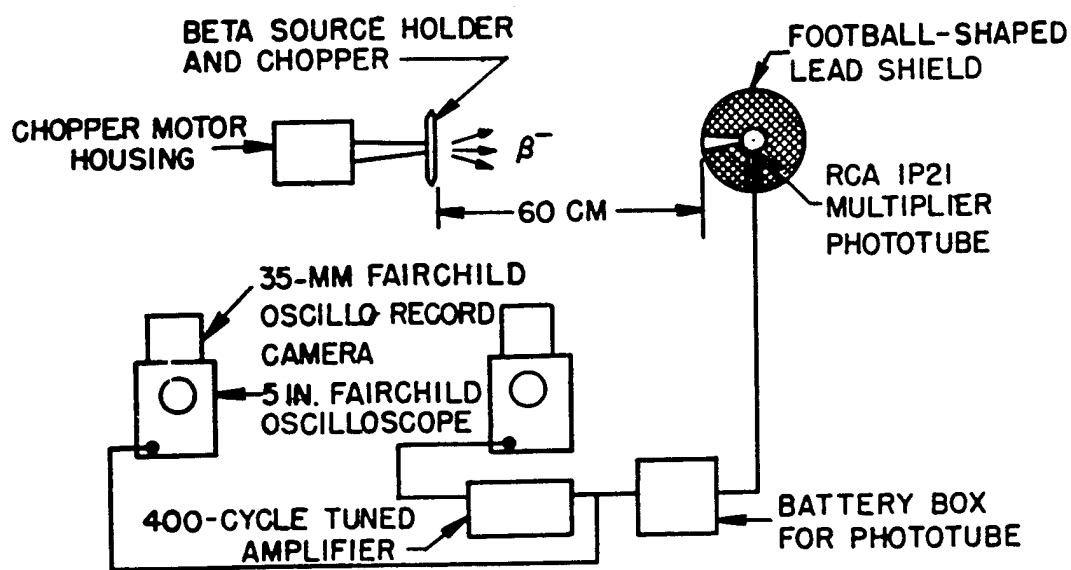 BETA SOURCE HOLDER
AND CHOPPER
FOOTBALL-SHAPED
LEAD SHIELD
CHOPPER MOTOR
HOUSING
β⁻
60 CM
RCA 1P21
MULTIPLIER
PHOTOTUBE
35-MM FAIRCHILD
OSCILLO RECORD
CAMERA
5 IN. FAIRCHILD
OSCILLOSCOPE
400-CYCLE TUNED
AMPLIFIER
BATTERY BOX
FOR PHOTOTUBE